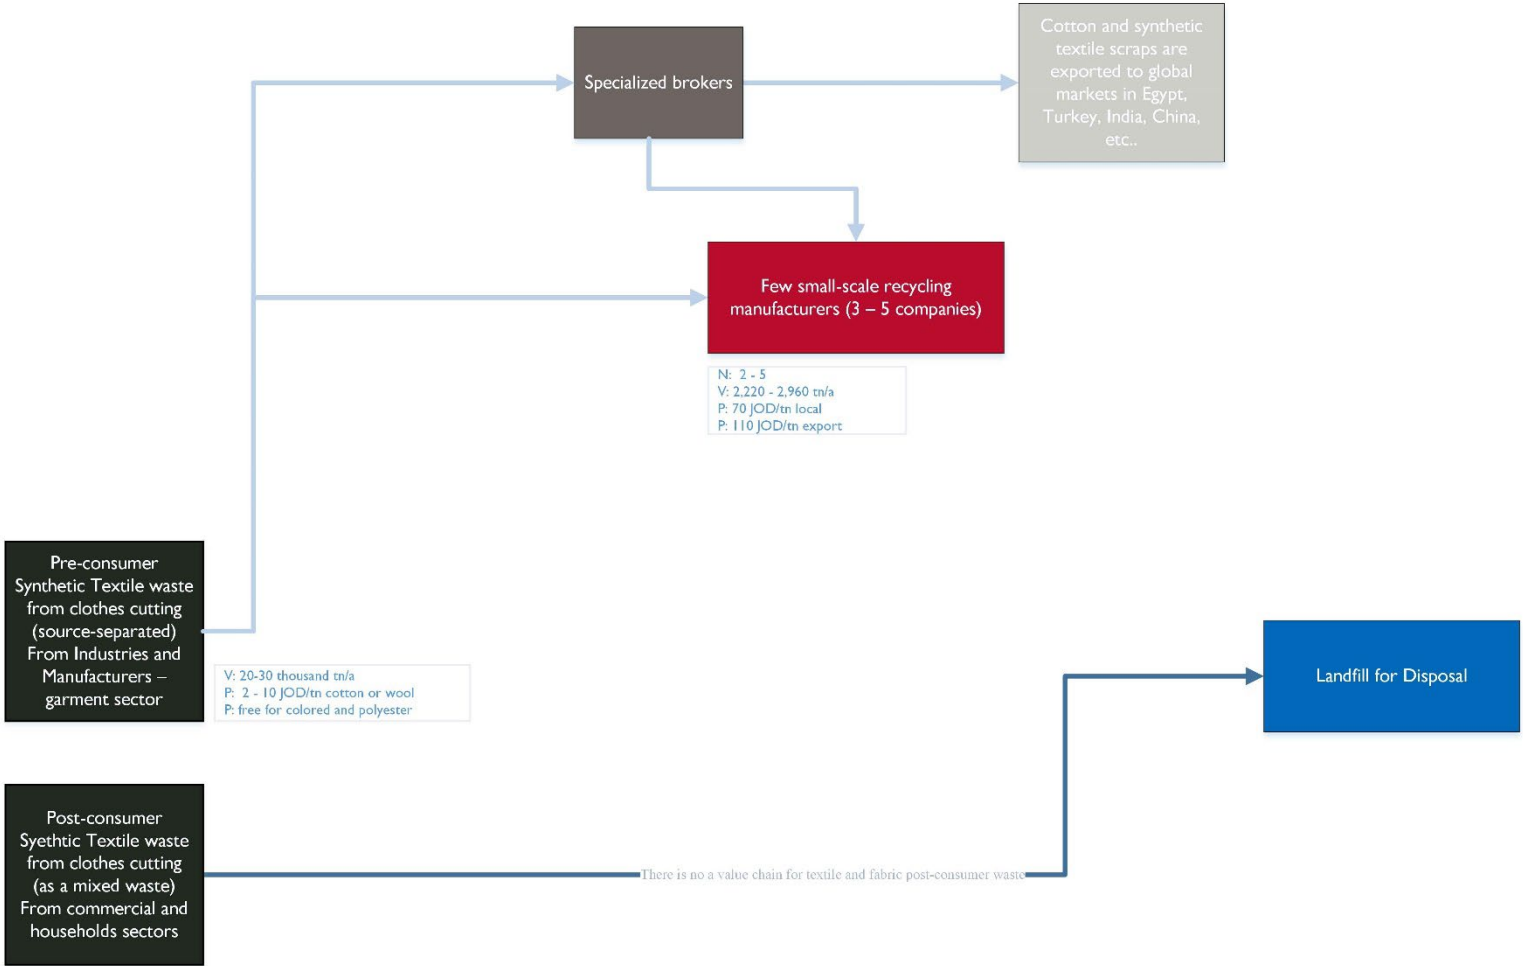 Cotton and synthetic
textile scraps are
exported to global
markets in Egypt,
Turkey, India, China,
etc..
Specialized brokers
Few small-scale recycling
manufacturers (3 – 5 companies)
N:  2 - 5
V: 2,220 - 2,960 tn/a
P: 70 JOD/tn local
P: 110 JOD/tn export
Pre-consumer
Synthetic Textile waste
from clothes cutting
(source-separated)
From Industries and
Manufacturers –
garment sector
V: 20-30 thousand tn/a
P:  2 - 10 JOD/tn cotton or wool
P: free for colored and polyester
Landfill for Disposal
Post-consumer
Syethtic Textile waste
from clothes cutting
(as a mixed waste)
From commercial and
households sectors
There is no a value chain for textile and fabric post-consumer waste